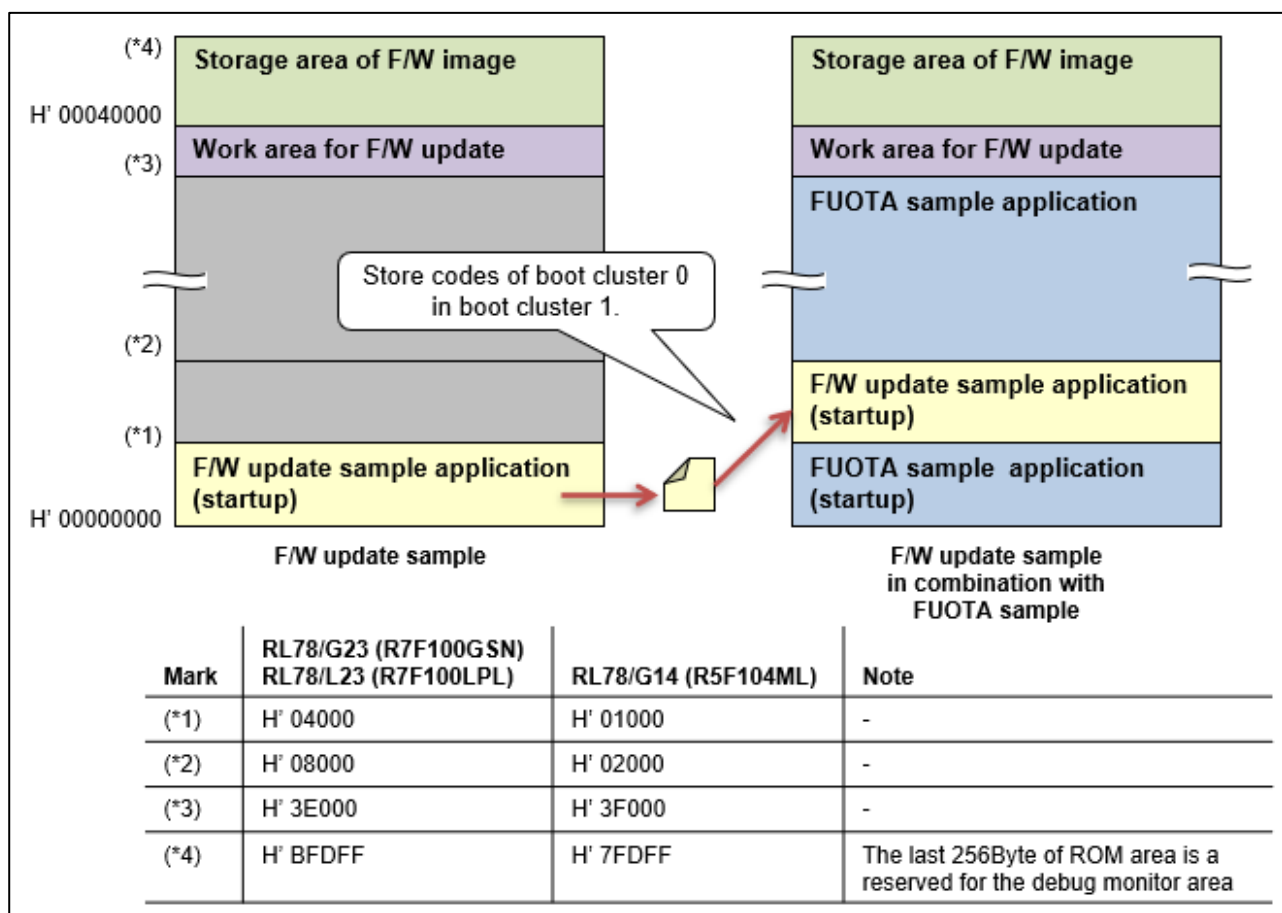 (*4)
Storage area of F/W image
H' 00040000
Work area for F/W update
(*3)
(*2)
(*1)
F/W update sample application
(startup)
H' 00000000
F/W update sample
Store codes of boot cluster 0
in boot cluster 1.
Storage area of F/W image
Work area for F/W update
FUOTA sample application
F/W update sample application
(startup)
FUOTA sample  application
(startup)
F/W update sample
in combination with
FUOTA sample
Mark | RL78/G23 (R7F100GSN) RL78/L23 (R7F100LPL) | RL78/G14 (R5F104ML) | Note
(*1) | H' 04000 | H' 01000 | -
(*2) | H' 08000 | H' 02000 | -
(*3) | H' 3E000 | H' 3F000 | -
(*4) | H' BFDFF | H' 7FDFF | The last 256Byte of ROM area is a reserved for the debug monitor area